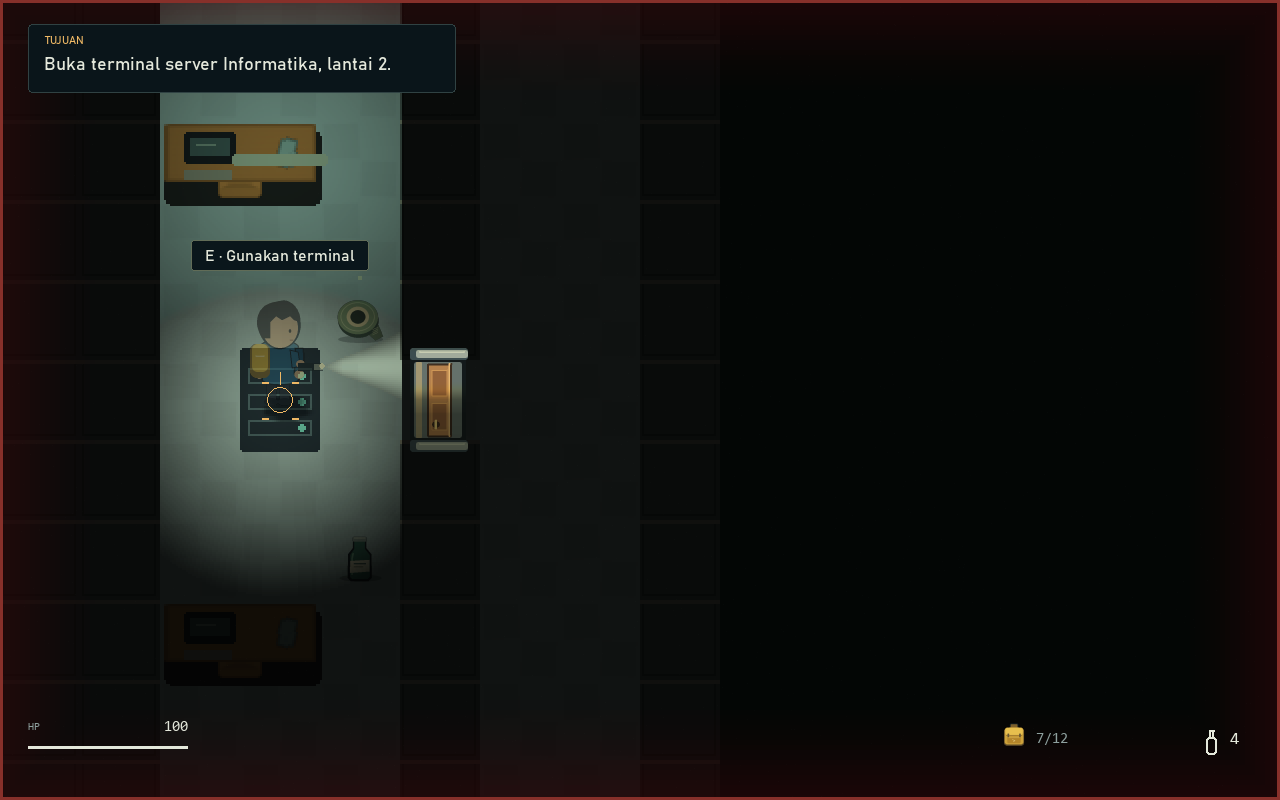 TUJUAN
Buka terminal server Informatika, lantai 2.
E · Gunakan terminal
HP 100
7/12
4